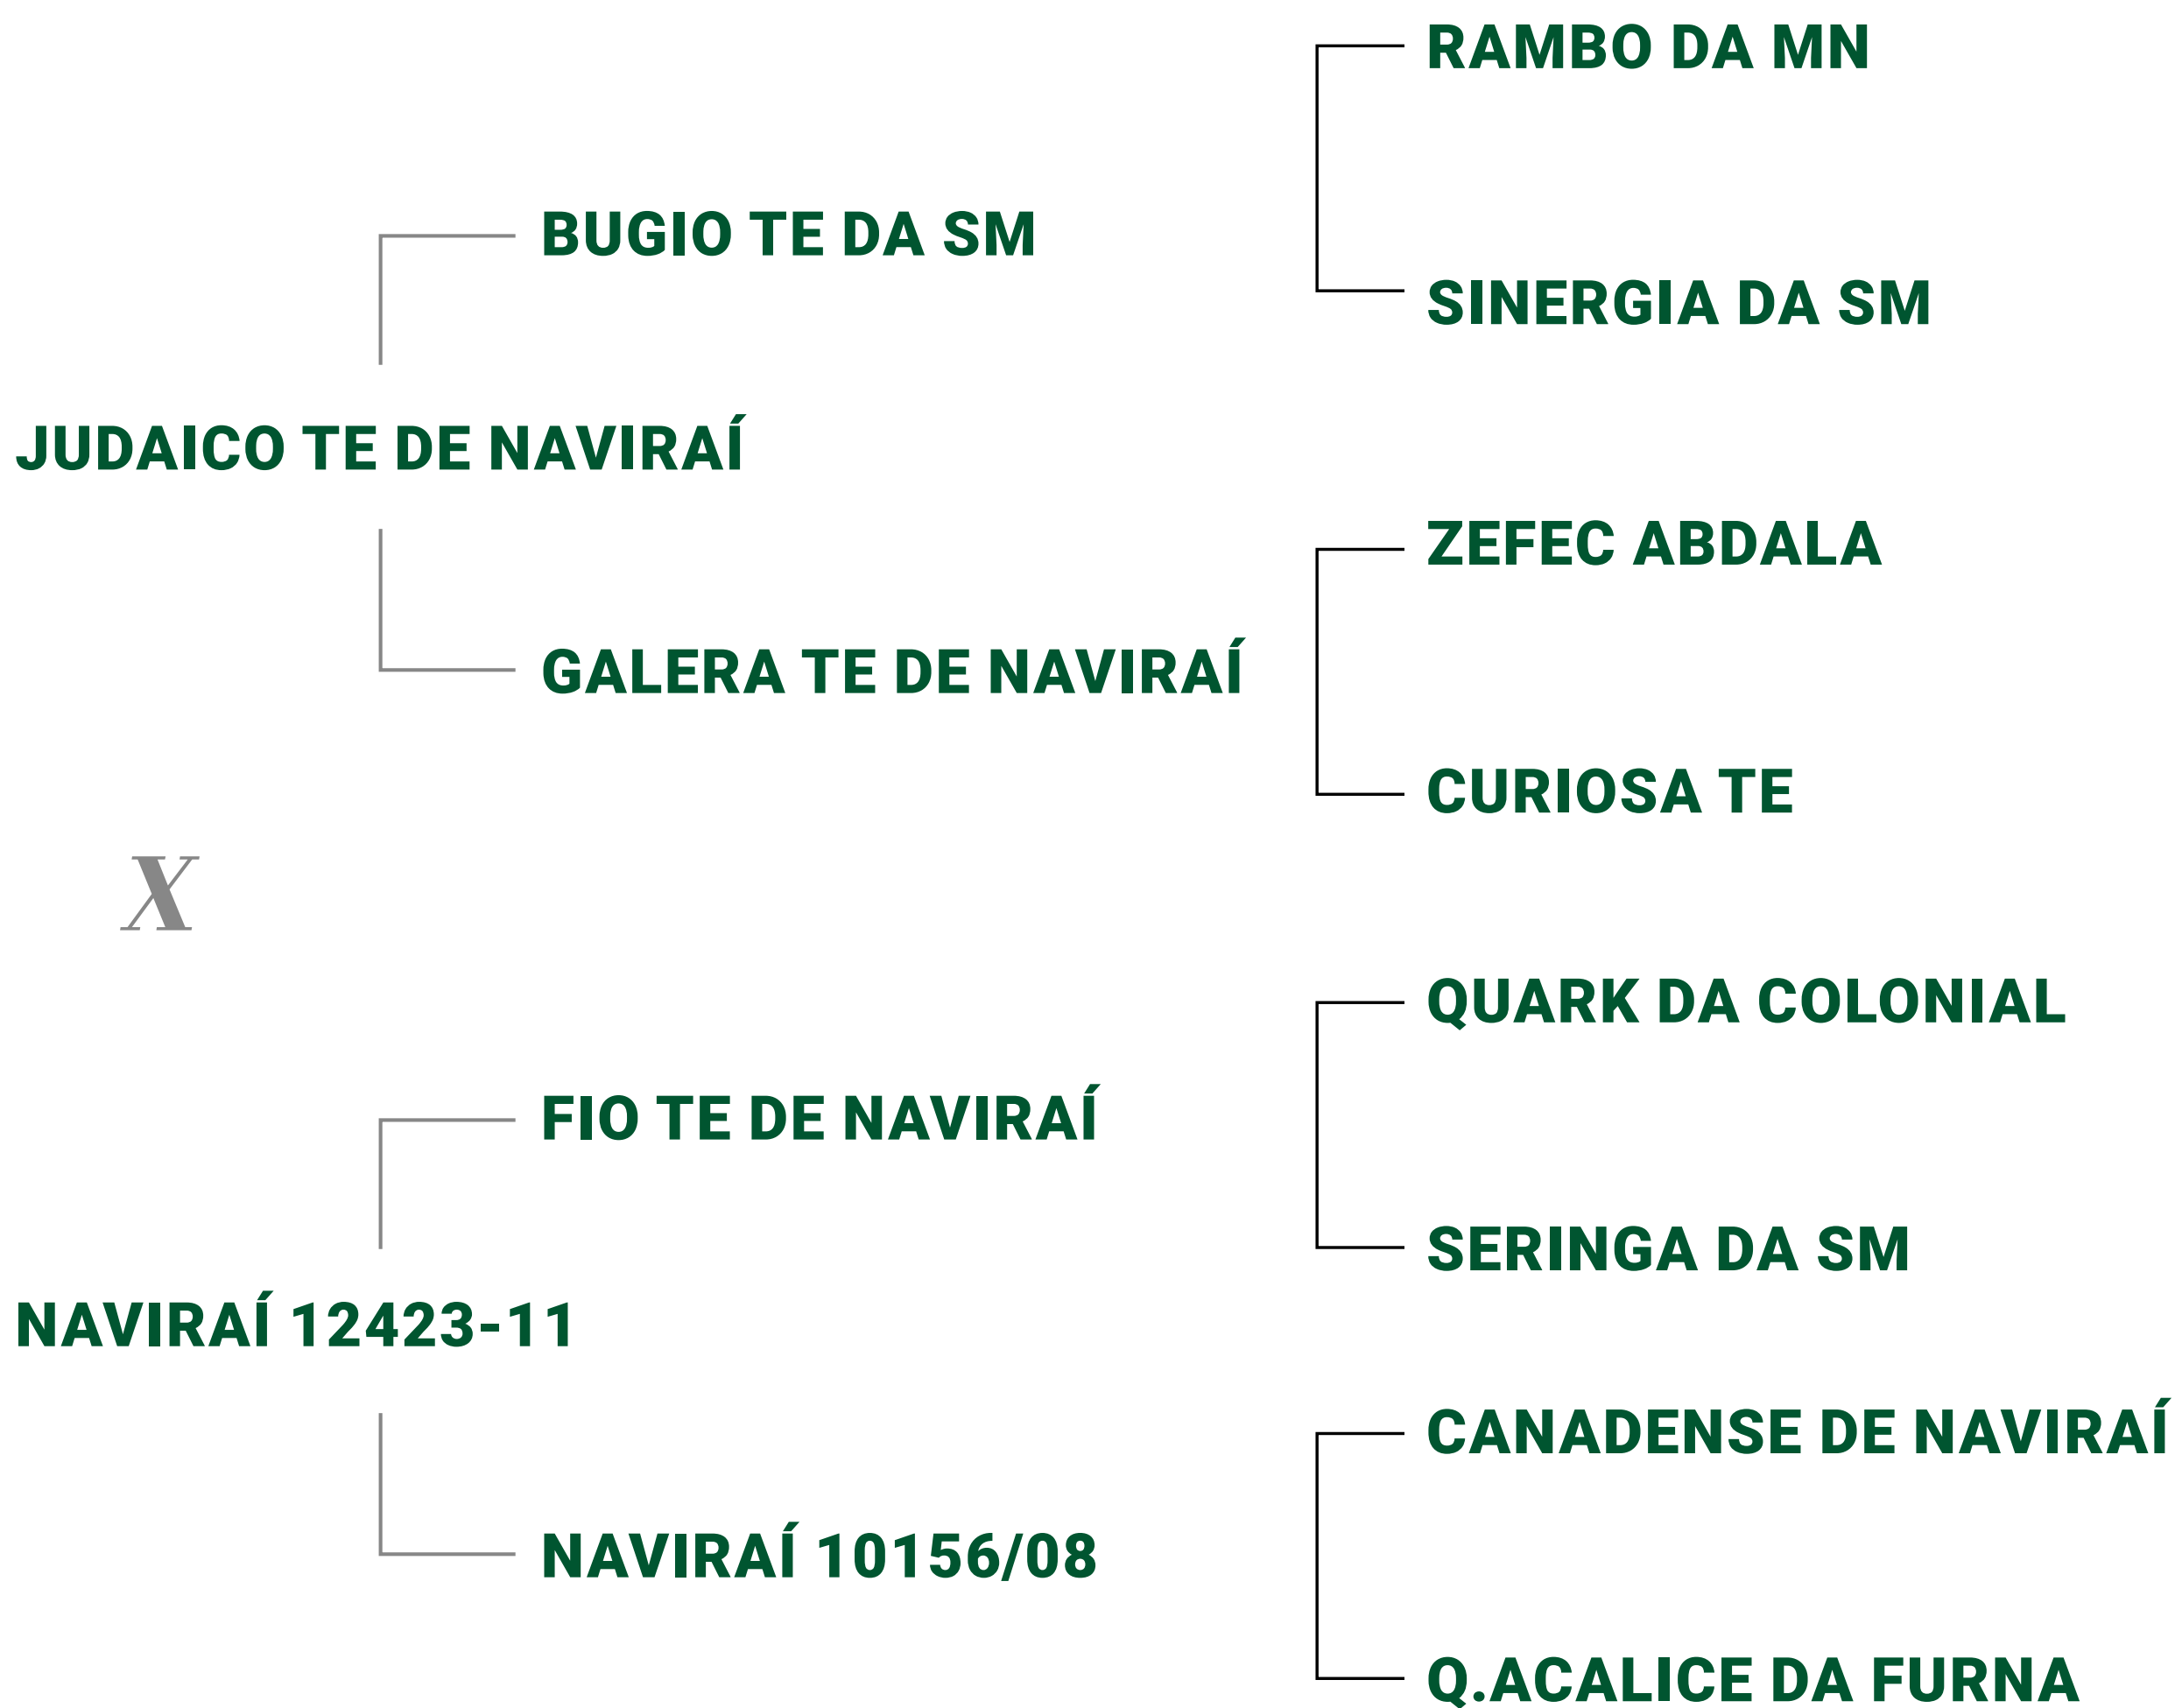 RAMBO DA MN
BUGIO TE DA SM
SINERGIA DA SM
JUDAICO TE DE NAVIRAÍ
ZEFEC ABDALA
GALERA TE DE NAVIRAÍ
CURIOSA TE
X
QUARK DA COLONIAL
FIO TE DE NAVIRAÍ
SERINGA DA SM
NAVIRAÍ 12423-11
CANADENSE DE NAVIRAÍ
NAVIRAÍ 10156/08
Q.ACALICE DA FURNA